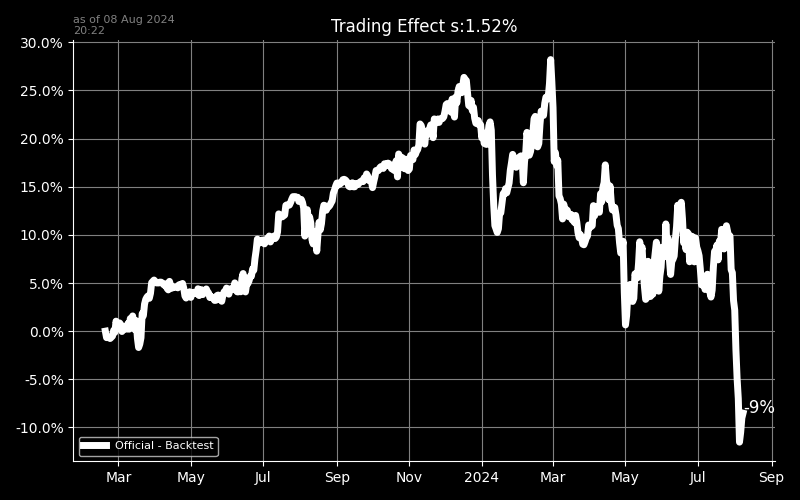 as of 08 Aug 2024
20:22
Trading Effect s:1.52%
30.0%
25.0%
20.0%
15.0%
10.0%
5.0%
0.0%
-5.0%
-10.0%
-9%
Official - Backtest
Mar May Jul Sep Nov 2024 Mar May Jul Sep